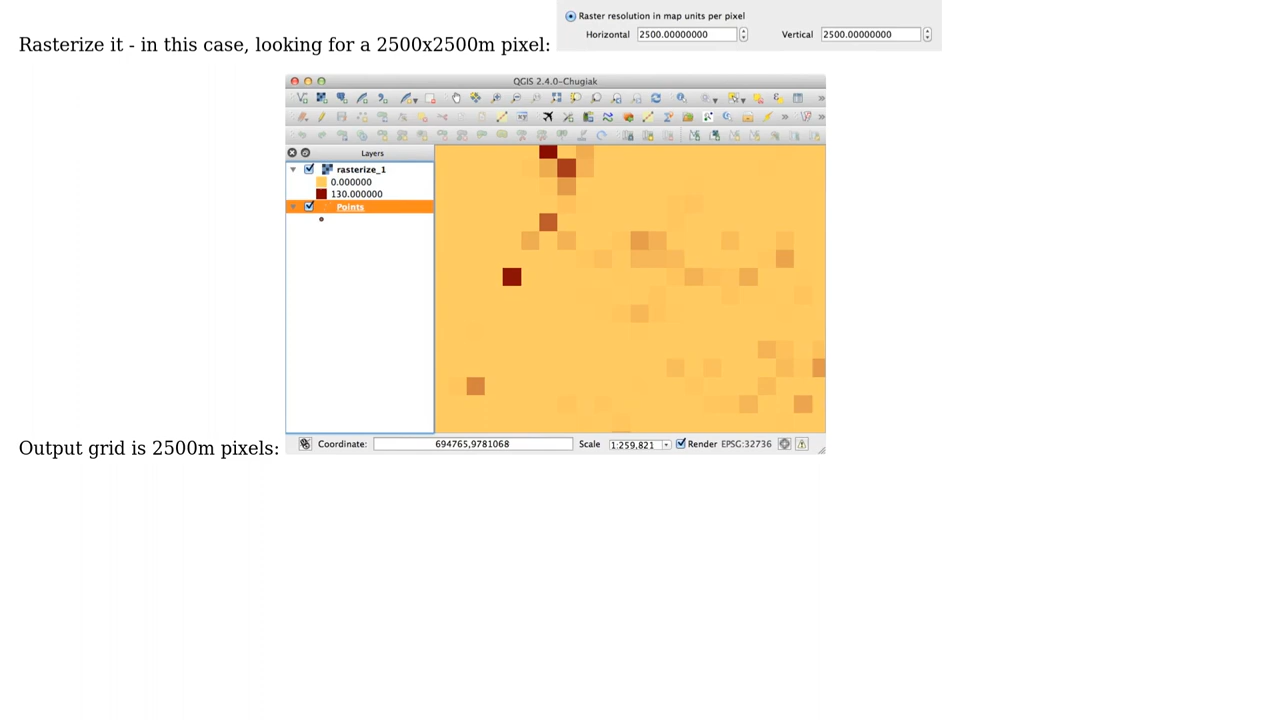 Raster resolution in map units per pixel
Horizontal 2500.00000000 Vertical 2500.00000000
Rasterize it - in this case, looking for a 2500x2500m pixel:
QGIS 2.4.0-Chugiak
Layers
rasterize_1
0.000000
130.000000
Points
Coordinate: 694765,9781068 Scale 1:259,821 Render EPSG:32736
Output grid is 2500m pixels: